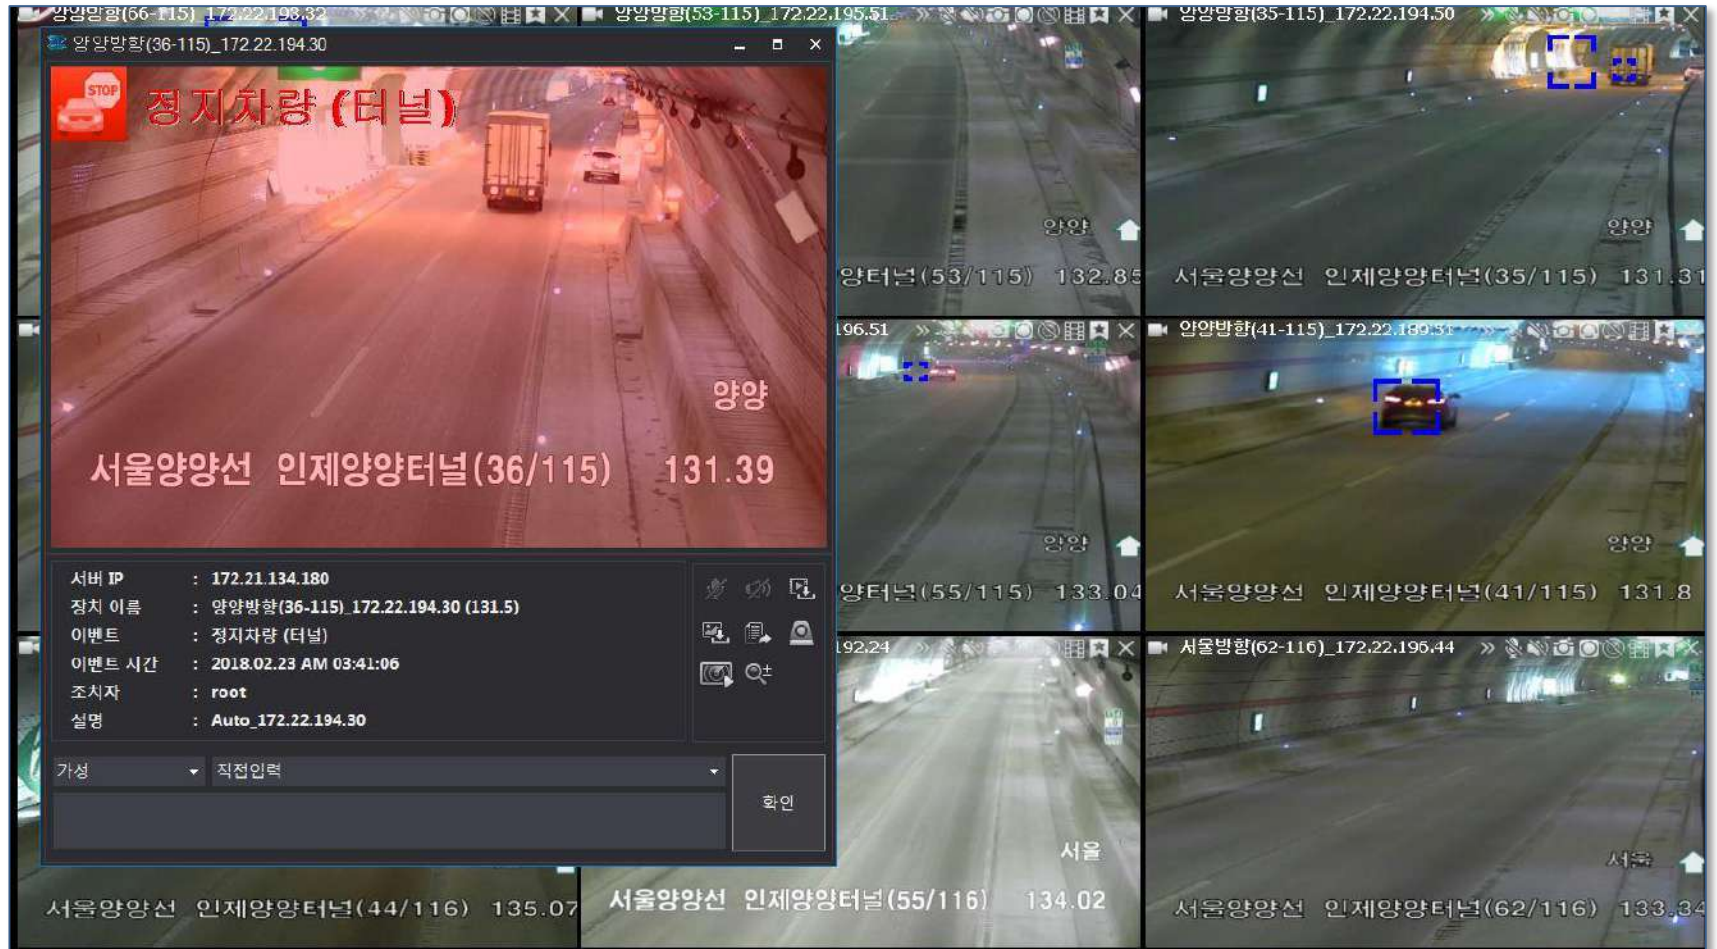 양양방향(66-115)_172.22.193.32
양양방향(53-115)_172.22.195.51
양양방향(35-115)_172.22.194.50
양양방향(36-115)_172.22.194.30
STOP
정지차량 (터널)
양양
서울양양선 인제양양터널(36/115) 131.39
양양
양터널(53/115) 132.85
양양
서울양양선 인제양양터널(35/115) 131.31
196.51
양양방향(41-115)_172.22.189.51
양양
양터널(55/115) 133.04
양양
서울양양선 인제양양터널(41/115) 131.8
서버 IP : 172.21.134.180
장치 이름 : 양양방향(36-115)_172.22.194.30 (131.5)
이벤트 : 정지차량 (터널)
이벤트 시간 : 2018.02.23 AM 03:41:06
조치자 : root
설명 : Auto_172.22.194.30
가성
직접입력
확인
192.24
서울방향(62-116)_172.22.195.44
서울양양선 인제양양터널(44/116) 135.07
서울
서울양양선 인제양양터널(55/116) 134.02
서울
서울양양선 인제양양터널(62/116) 133.34